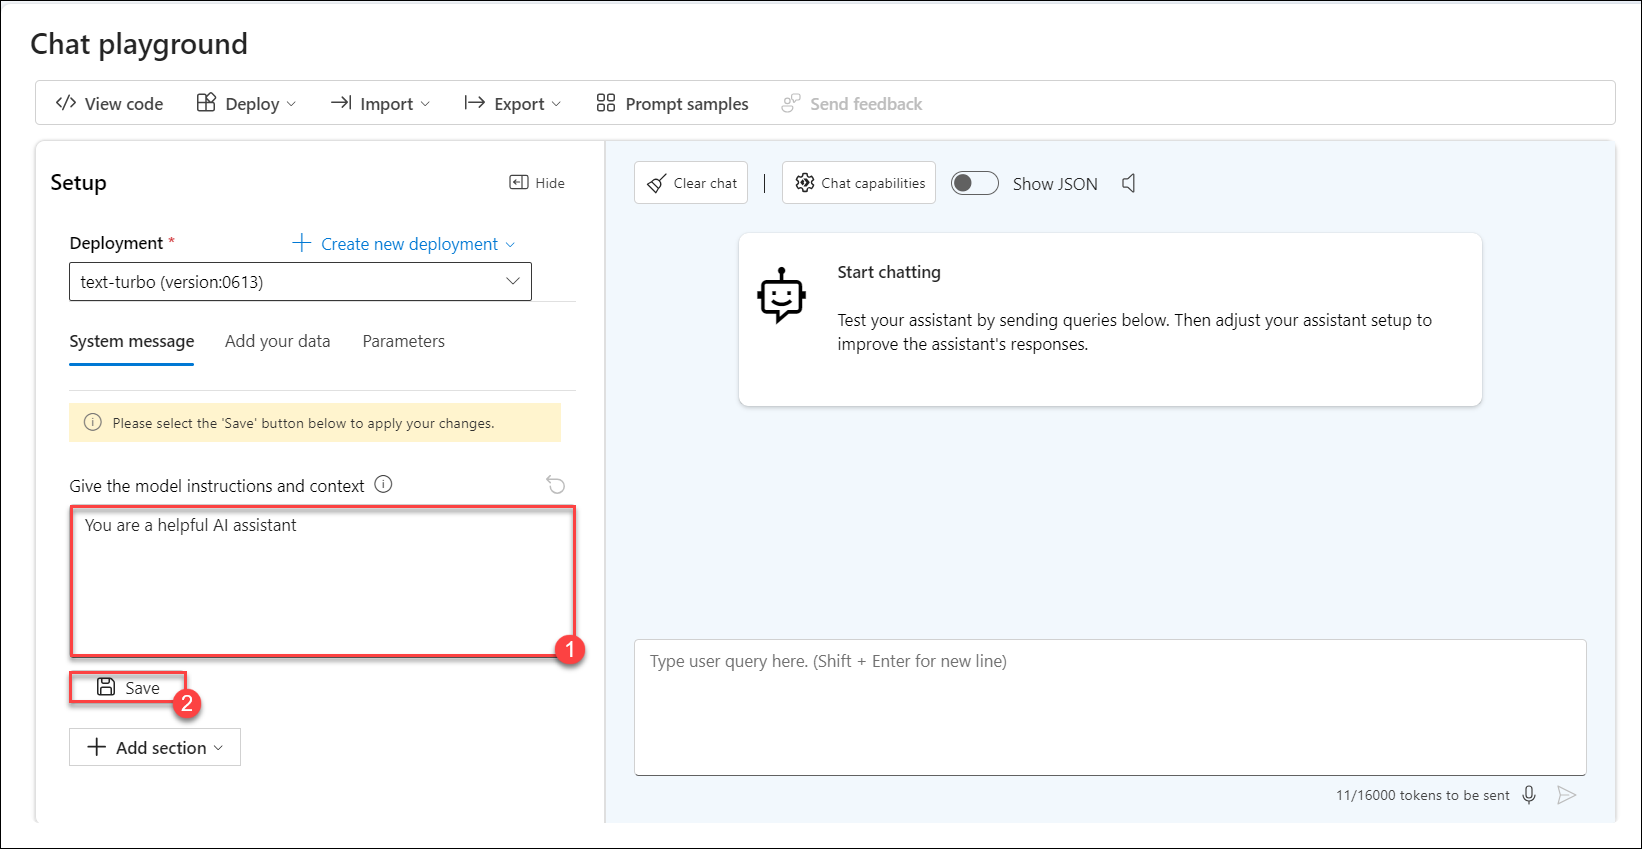 Chat playground
</> View code Deploy Import Export Prompt samples Send feedback
Setup
Hide
Deployment *
Create new deployment
text-turbo (version:0613)
System message Add your data Parameters
Please select the 'Save' button below to apply your changes.
Give the model instructions and context
You are a helpful AI assistant
1
Save
2
Add section
Clear chat | Chat capabilities Show JSON
Start chatting
Test your assistant by sending queries below. Then adjust your assistant setup to
improve the assistant's responses.
Type user query here. (Shift + Enter for new line)
11/16000 tokens to be sent